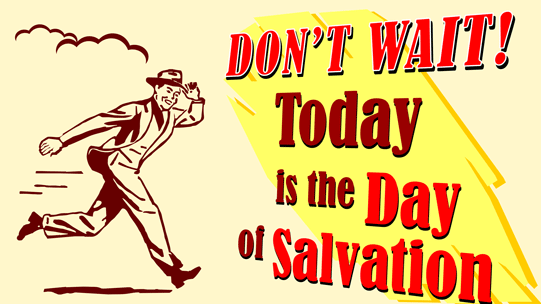 DON'T WAIT!
Today
is the Day
of Salvation